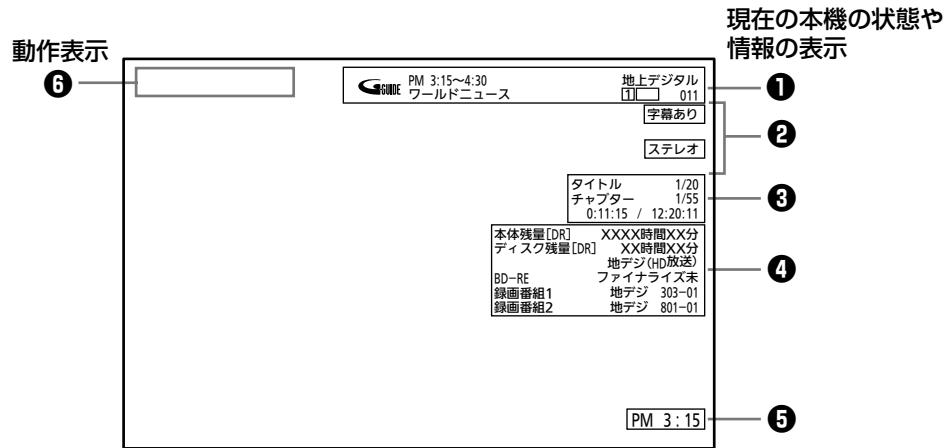 現在の本機の状態や
情報の表示
動作表示
❻
G-GUIDE PM 3:15~4:30 地上デジタル
ワールドニュース 1 011
❶
字幕あり
❷
ステレオ
タイトル 1/20
チャプター 1/55
0:11:15 / 12:20:11
❸
本体残量[DR] XXXX時間XX分
ディスク残量[DR] XX時間XX分
地デジ(HD放送)
BD-RE ファイナライズ未
録画番組1 地デジ 303-01
録画番組2 地デジ 801-01
❹
PM 3:15
❺